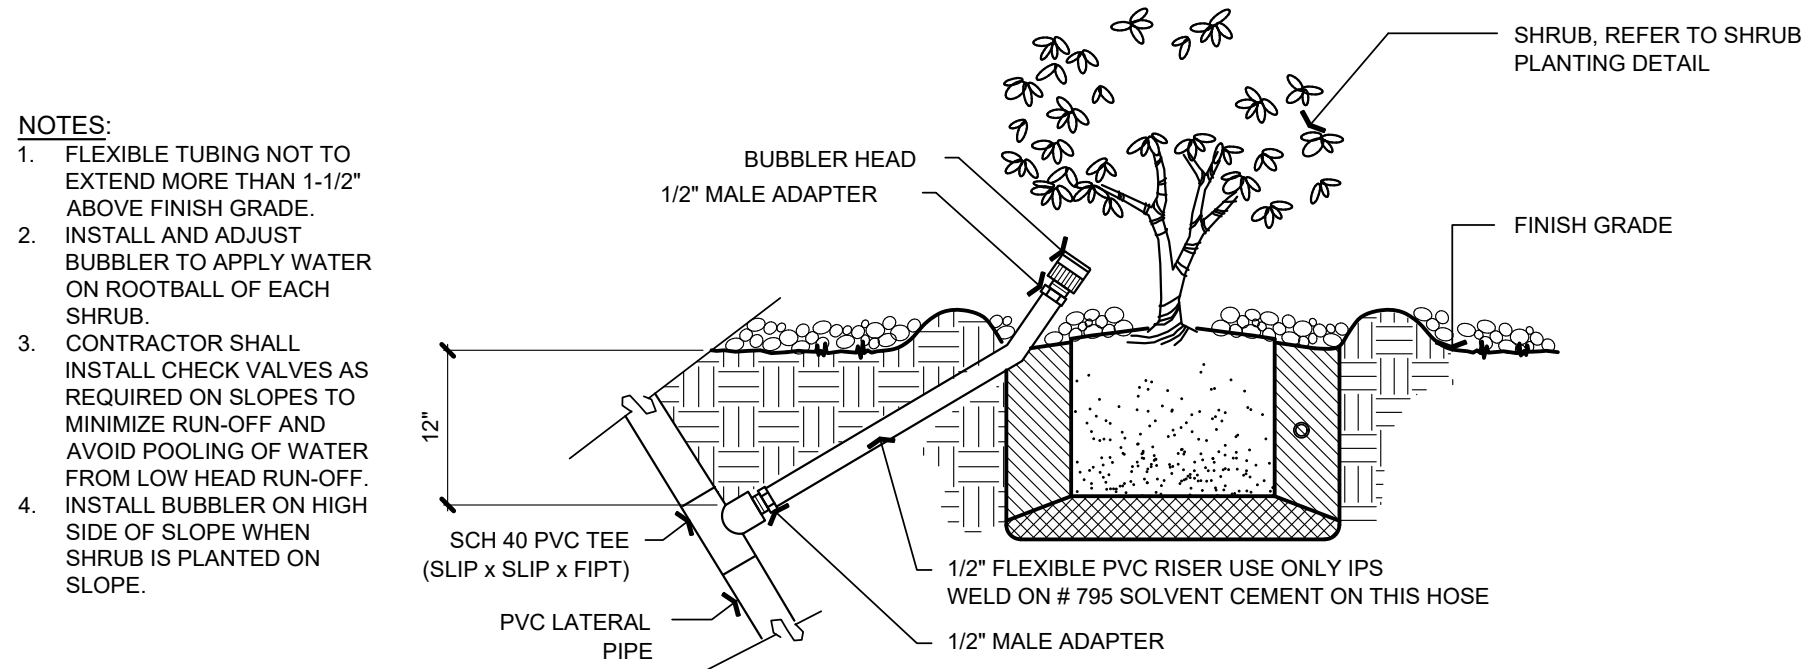 NOTES:
1. FLEXIBLE TUBING NOT TO
EXTEND MORE THAN 1-1/2"
ABOVE FINISH GRADE.
2. INSTALL AND ADJUST
BUBBLER TO APPLY WATER
ON ROOTBALL OF EACH
SHRUB.
3. CONTRACTOR SHALL
INSTALL CHECK VALVES AS
REQUIRED ON SLOPES TO
MINIMIZE RUN-OFF AND
AVOID POOLING OF WATER
FROM LOW HEAD RUN-OFF.
4. INSTALL BUBBLER ON HIGH
SIDE OF SLOPE WHEN
SHRUB IS PLANTED ON
SLOPE.
12"
BUBBLER HEAD
1/2" MALE ADAPTER
SHRUB, REFER TO SHRUB
PLANTING DETAIL
FINISH GRADE
SCH 40 PVC TEE
(SLIP x SLIP x FIPT)
PVC LATERAL
PIPE
1/2" FLEXIBLE PVC RISER USE ONLY IPS
WELD ON # 795 SOLVENT CEMENT ON THIS HOSE
1/2" MALE ADAPTER